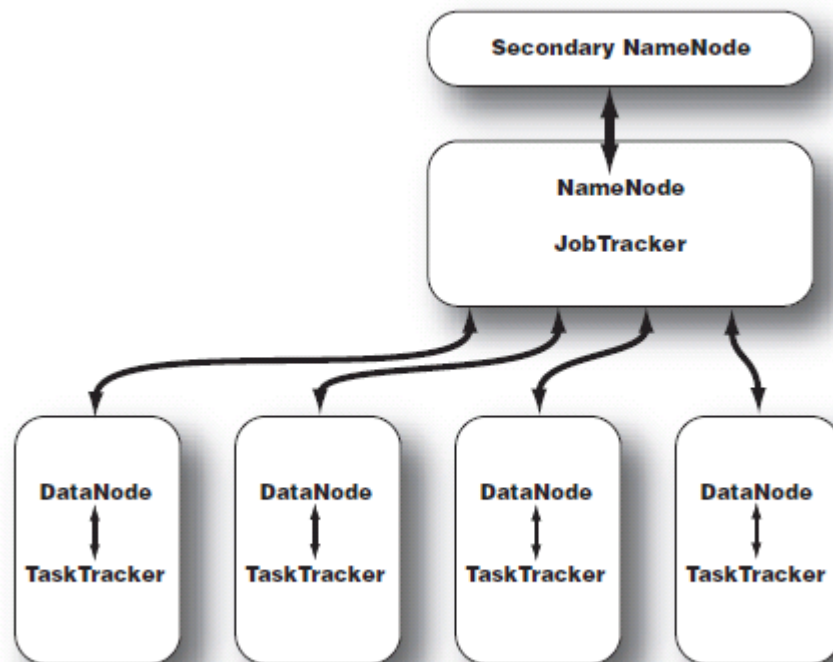 Secondary NameNode
NameNode
JobTracker
DataNode
TaskTracker
DataNode
TaskTracker
DataNode
TaskTracker
DataNode
TaskTracker